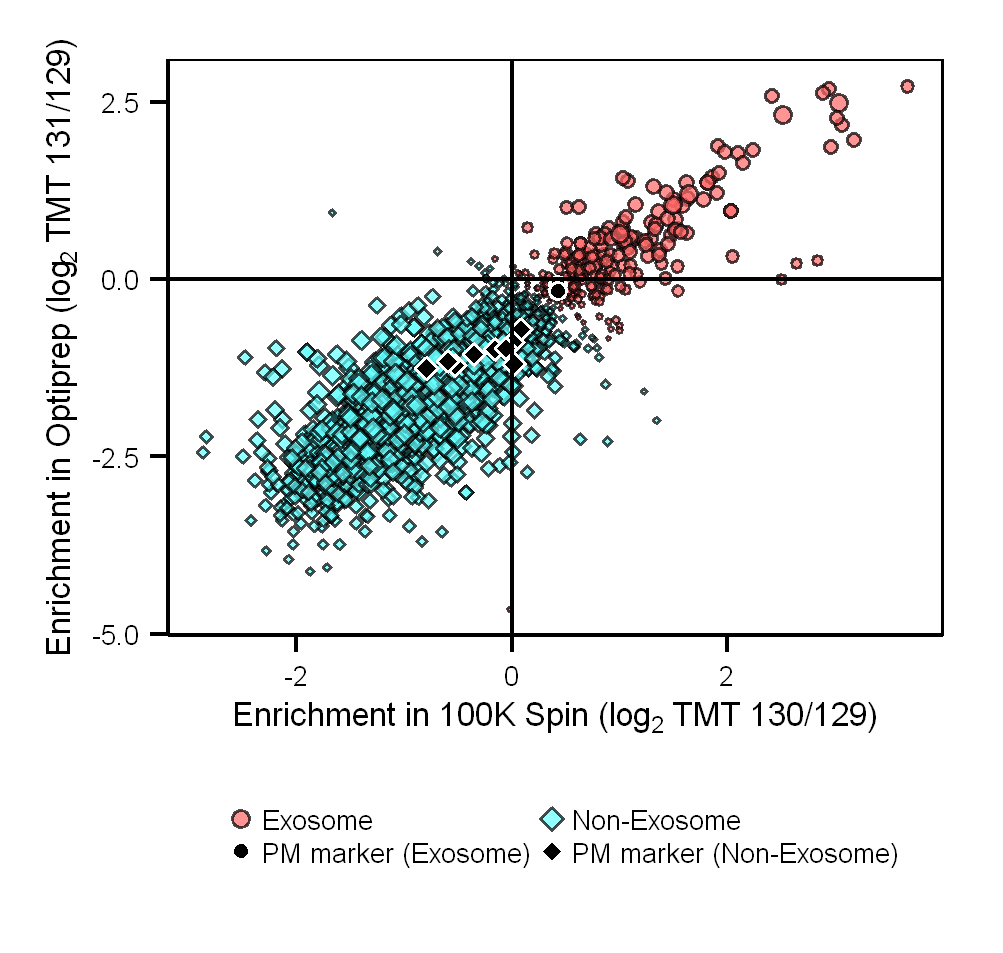 Enrichment in Optiprep (log2 TMT 131/129)
2.5
0.0
-2.5
-5.0
-2 0 2
Enrichment in 100K Spin (log2 TMT 130/129)
Exosome Non-Exosome
PM marker (Exosome) PM marker (Non-Exosome)